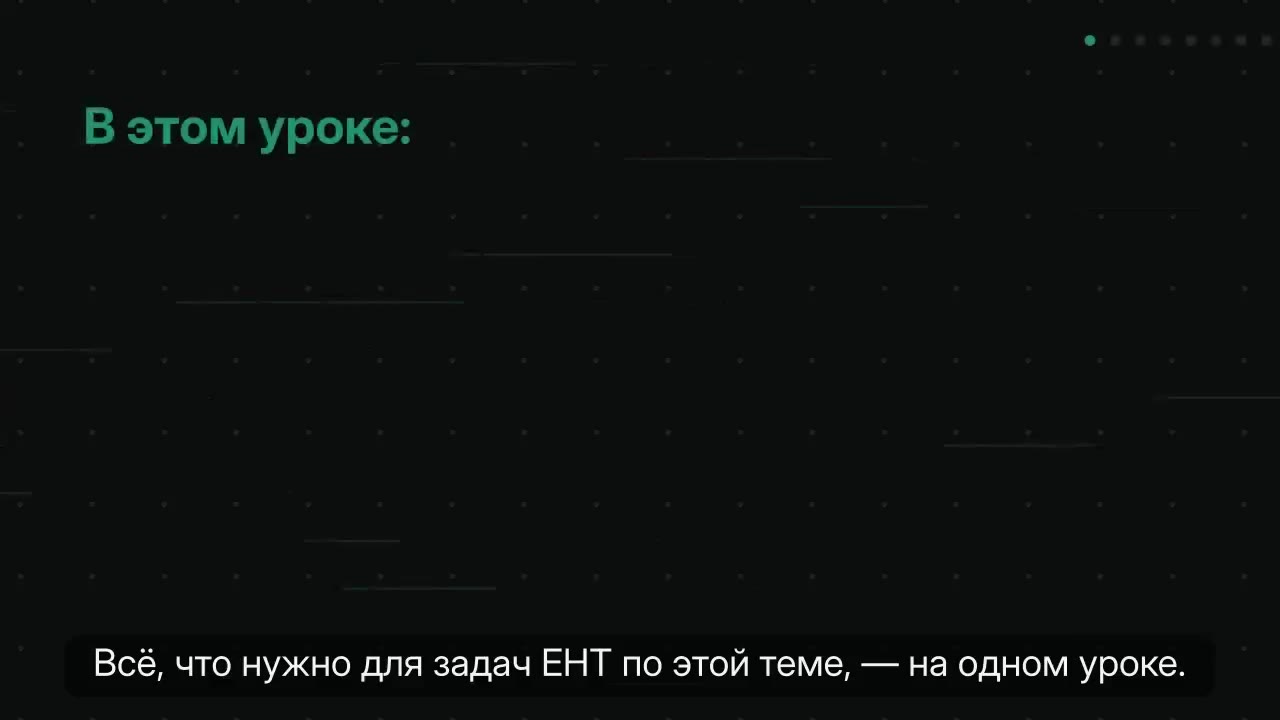 В этом уроке:
Всё, что нужно для задач ЕНТ по этой теме, — на одном уроке.